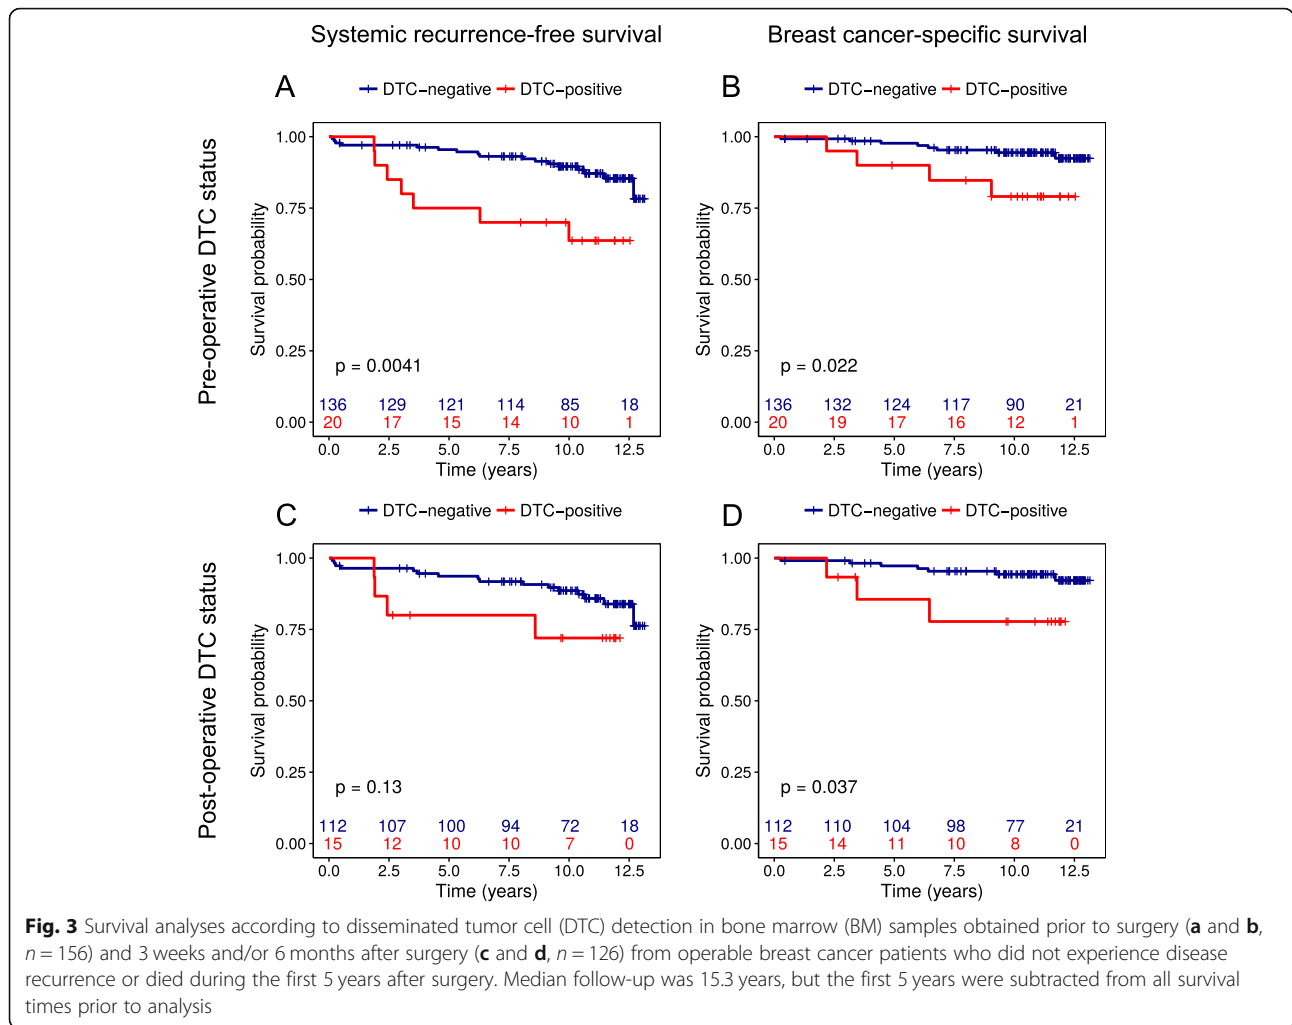 Systemic recurrence-free survival
Breast cancer-specific survival
Pre-operative DTC status
A
DTC−negative DTC−positive
Survival probability
1.00
0.75
0.50
0.25
0.00
p = 0.0041
136 129 121 114 85 18
20 17 15 14 10 1
0.0 2.5 5.0 7.5 10.0 12.5
Time (years)
B
DTC−negative DTC−positive
Survival probability
1.00
0.75
0.50
0.25
0.00
p = 0.022
136 132 124 117 90 21
20 19 17 16 12 1
0.0 2.5 5.0 7.5 10.0 12.5
Time (years)
Post-operative DTC status
C
DTC−negative DTC−positive
Survival probability
1.00
0.75
0.50
0.25
0.00
p = 0.13
112 107 100 94 72 18
15 12 10 10 7 0
0.0 2.5 5.0 7.5 10.0 12.5
Time (years)
D
DTC−negative DTC−positive
Survival probability
1.00
0.75
0.50
0.25
0.00
p = 0.037
112 110 104 98 77 21
15 14 11 10 8 0
0.0 2.5 5.0 7.5 10.0 12.5
Time (years)
Fig. 3 Survival analyses according to disseminated tumor cell (DTC) detection in bone marrow (BM) samples obtained prior to surgery (a and b,
n = 156) and 3 weeks and/or 6 months after surgery (c and d, n = 126) from operable breast cancer patients who did not experience disease
recurrence or died during the first 5 years after surgery. Median follow-up was 15.3 years, but the first 5 years were subtracted from all survival
times prior to analysis